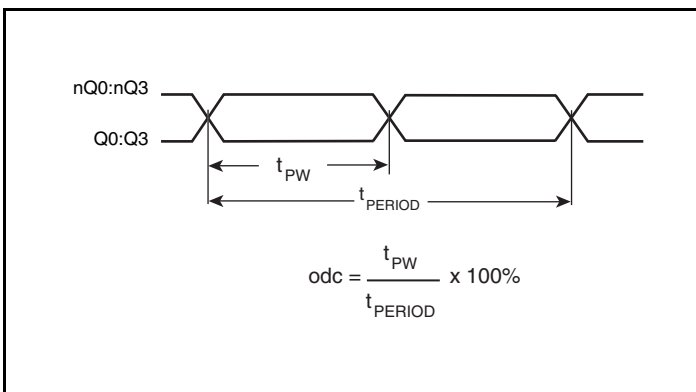 nQ0:nQ3
Q0:Q3
tPW
tPERIOD
odc = tPW / tPERIOD x 100%